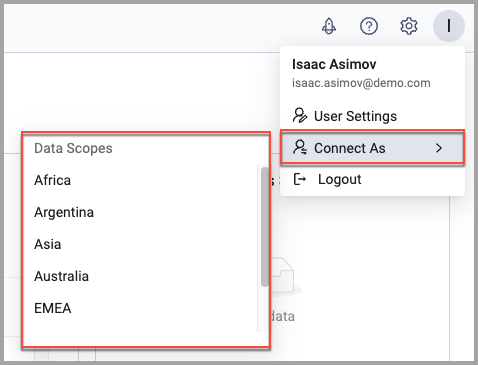 I
Isaac Asimov
isaac.asimov@demo.com
User Settings
Connect As
Logout
Data Scopes
Africa
Argentina
Asia
Australia
EMEA
data